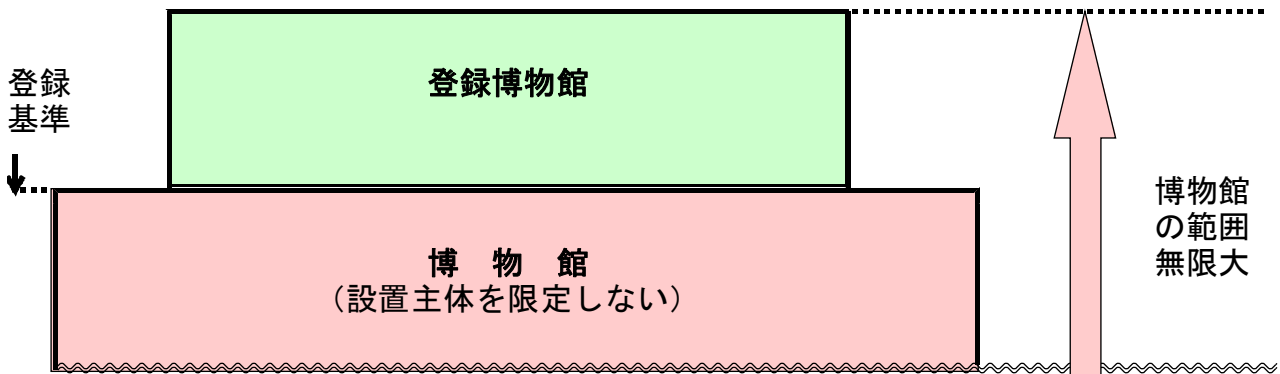 登録博物館
登録
基準
博物館
の範囲
無限大
博　物　館
（設置主体を限定しない）